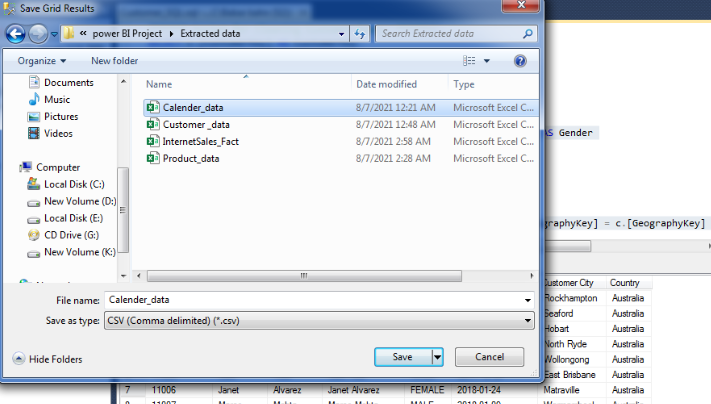 Save Grid Results
power BI Project
Extracted data
Search Extracted data
Organize
New folder
Documents
Music
Pictures
Videos
Computer
Local Disk (C:)
New Volume (D:)
Local Disk (E:)
CD Drive (G:)
New Volume (K:)
Name Date modified Type
Calender_data 8/7/2021 12:21 AM Microsoft Excel C...
Customer _data 8/7/2021 12:48 AM Microsoft Excel C...
InternetSales_Fact 8/7/2021 2:58 AM Microsoft Excel C...
Product_data 8/7/2021 2:28 AM Microsoft Excel C...
File name: Calender_data
Save as type: CSV (Comma delimited) (*.csv)
Hide Folders
Save
Cancel
AS Gender
graphyKey] = c.[GeographyKey]
Customer City Country
Rockhampton Australia
Seaford Australia
Hobart Australia
North Ryde Australia
Wollongong Australia
East Brisbane Australia
7 11006 Janet Alvarez Janet Alvarez FEMALE 2018-01-24 Matraville Australia